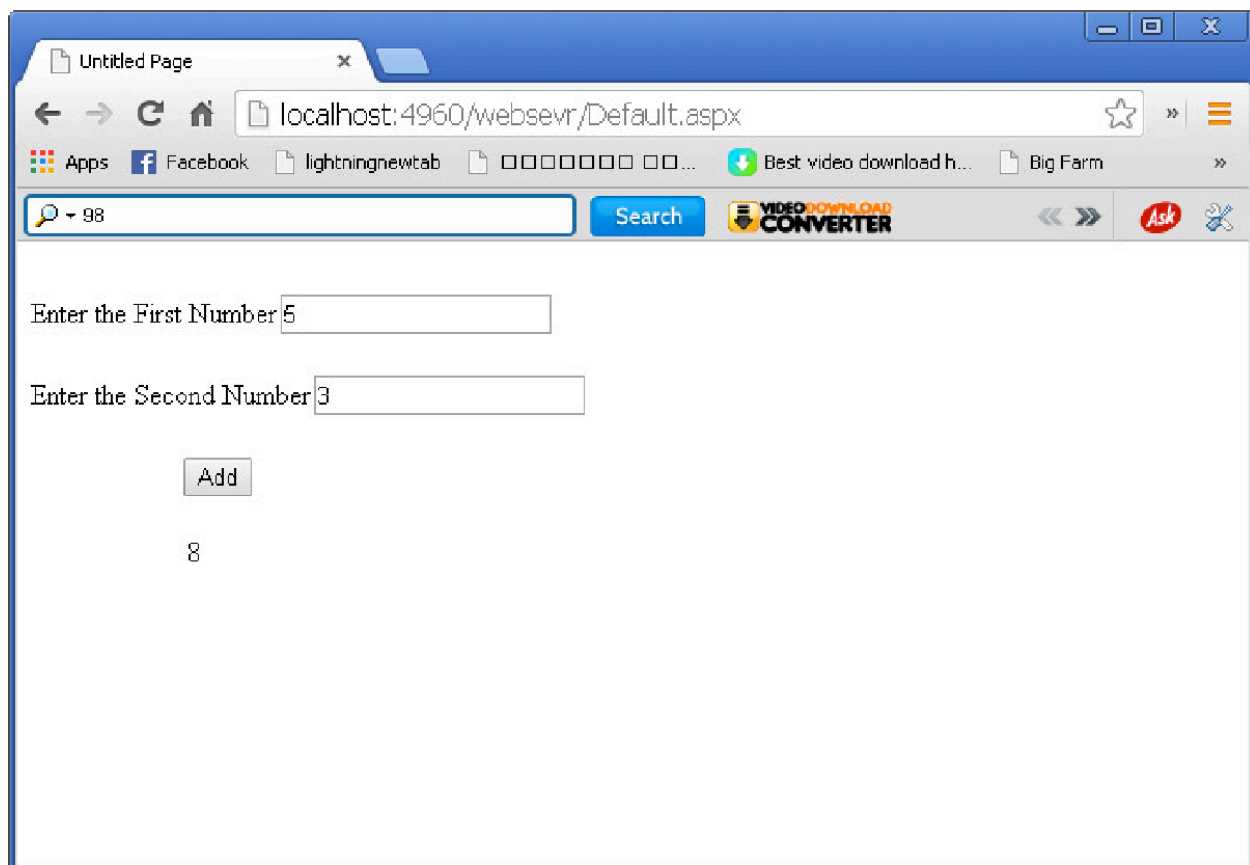 Untitled Page
localhost:4960/websevr/Default.aspx
Apps Facebook lightningnewtab Best video download h... Big Farm
98 Search VIDEO DOWNLOAD CONVERTER Ask
Enter the First Number 5
Enter the Second Number 3
Add
8